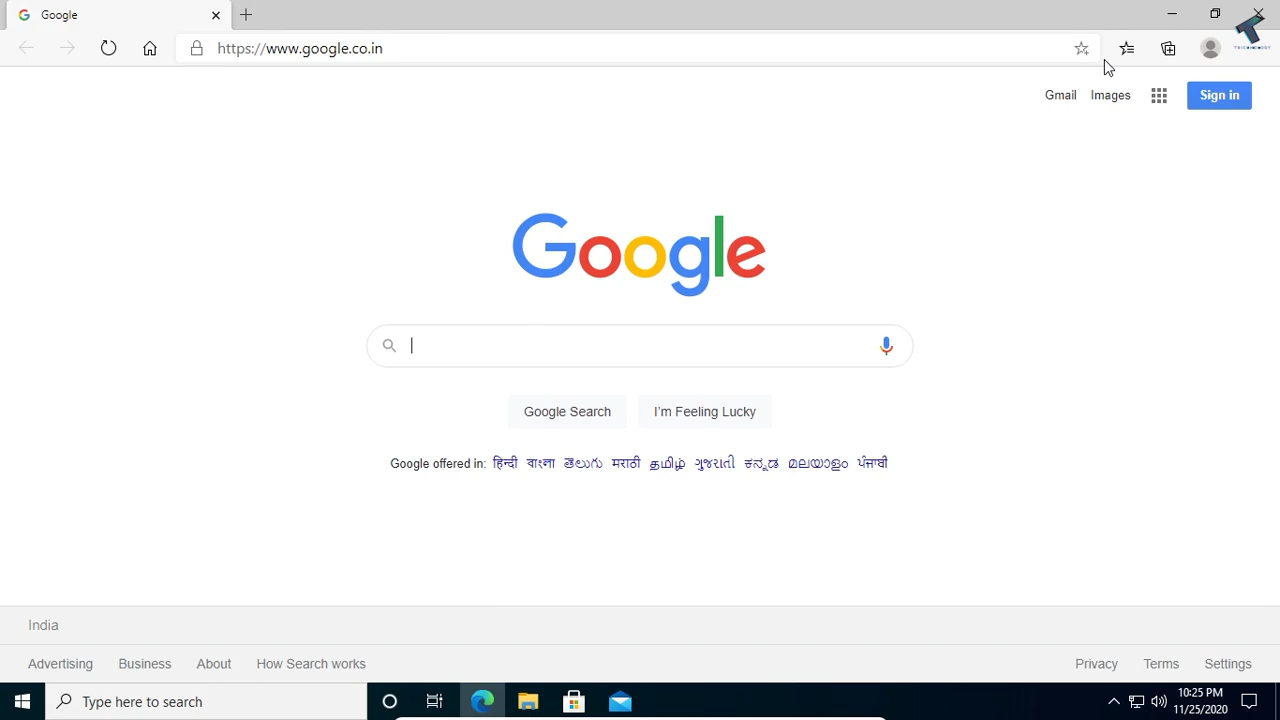 Google
https://www.google.co.in
TRICKNOLOGY
Gmail Images Sign in
Google
Google Search I'm Feeling Lucky
Google offered in: हिन्दी বাংলা తెలుగు मराठी தமிழ் ગુજરાતી ಕನ್ನಡ മലയാളം ਪੰਜਾਬੀ
India
Advertising Business About How Search works Privacy Terms Settings
Type here to search
10:25 PM
11/25/2020